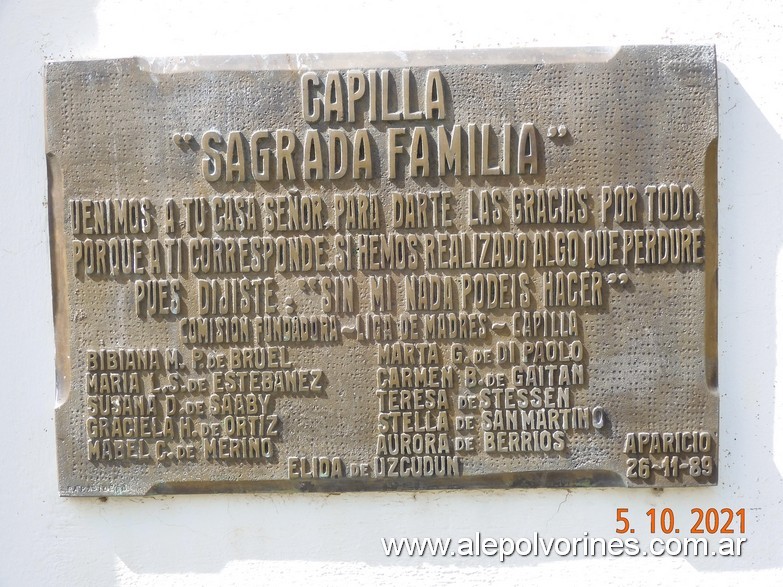 CAPILLA
"SAGRADA FAMILIA"
VENIMOS A TU CASA SEÑOR, PARA DARTE LAS GRACIAS POR TODO.
PORQUE A TI CORRESPONDE, SI HEMOS REALIZADO ALGO QUE PERDURE
PUES DIJISTE: "SIN MI NADA PODEIS HACER"
COMISION FUNDADORA ~ LIGA DE MADRES ~ CAPILLA
BIBIANA M. P. DE BRUEL
MARIA L. S. DE ESTEBANEZ
SUSANA D. DE SAABY
GRACIELA H. DE ORTIZ
MABEL C. DE MERINO
MARTA G. DE DI PAOLO
CARMEN B. DE GAITAN
TERESA DE STESSEN
STELLA DE SAN MARTINO
AURORA DE BERRIOS
ELIDA DE UZCUDUN
APARICIO
26-11-89
5. 10. 2021
www.alepolvorines.com.ar